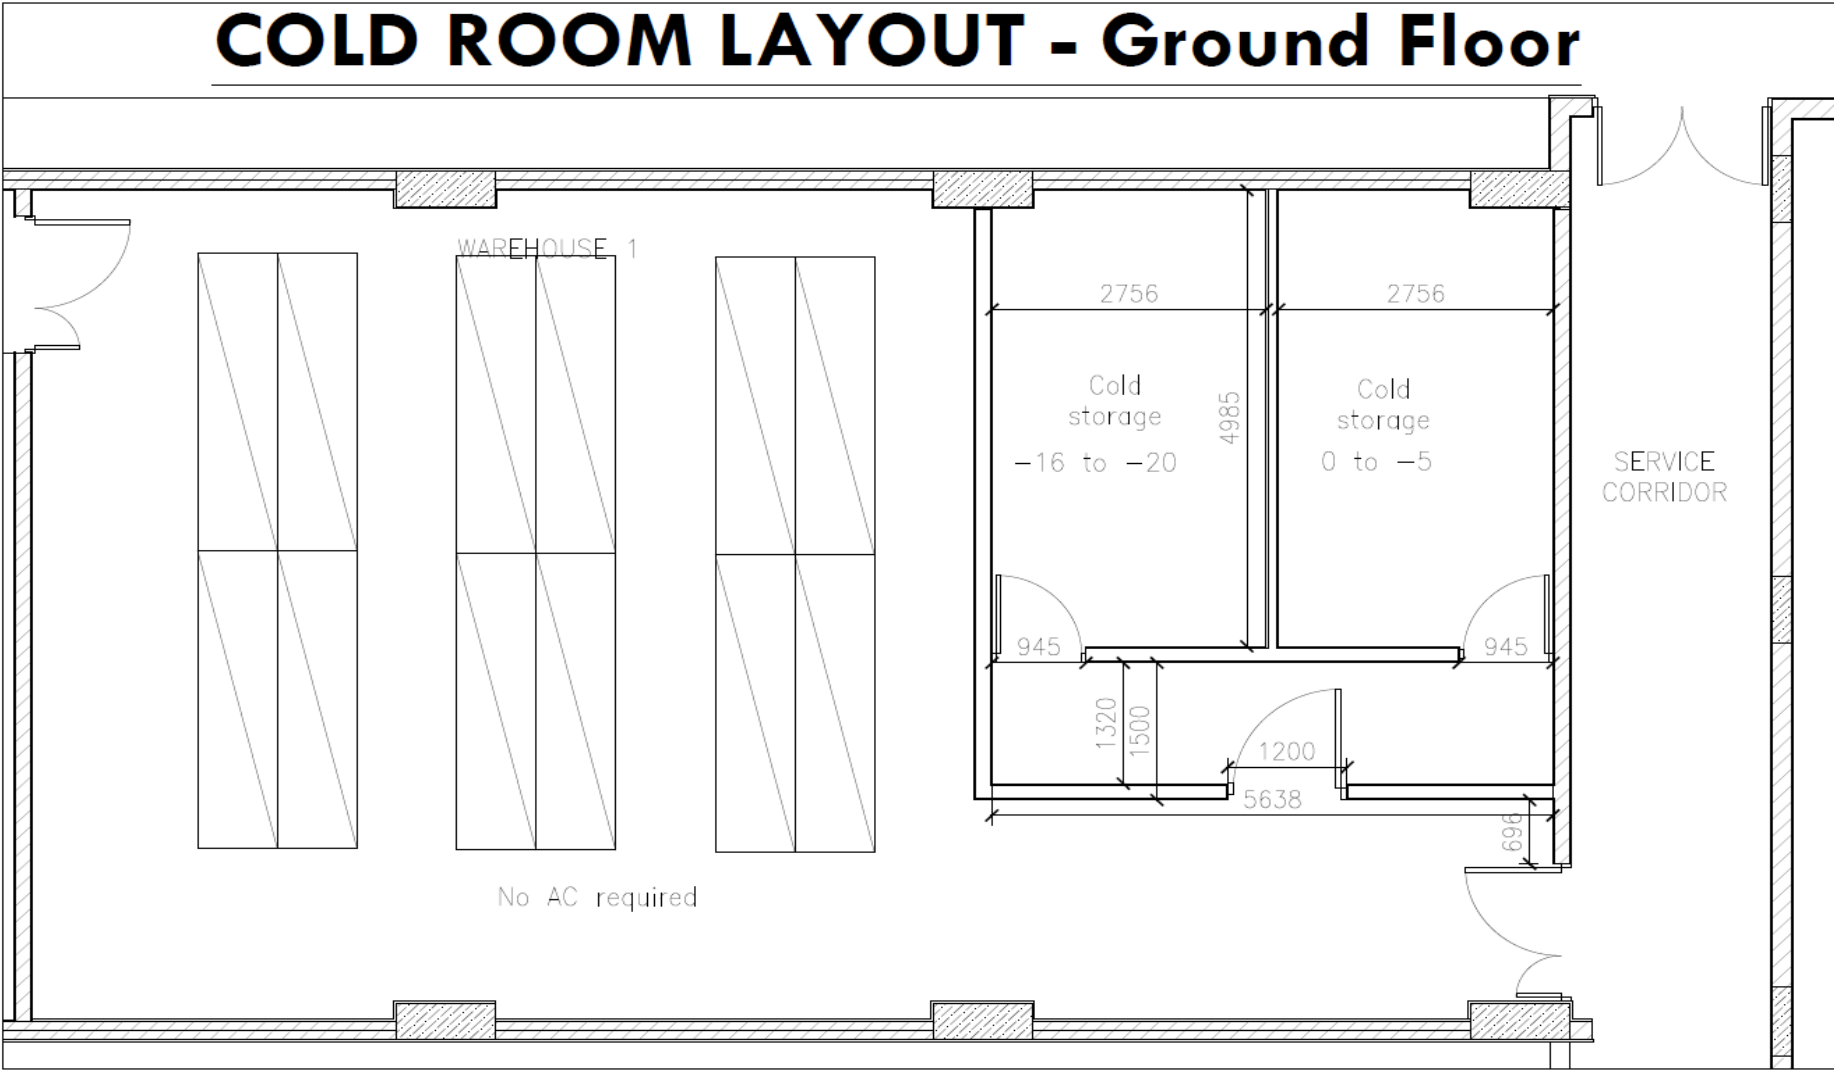 COLD ROOM LAYOUT - Ground Floor
WAREHOUSE 1
2756
2756
Cold
storage
-16 to -20
4985
Cold
storage
0 to -5
SERVICE
CORRIDOR
945
945
1320
1500
1200
5638
696
No AC required